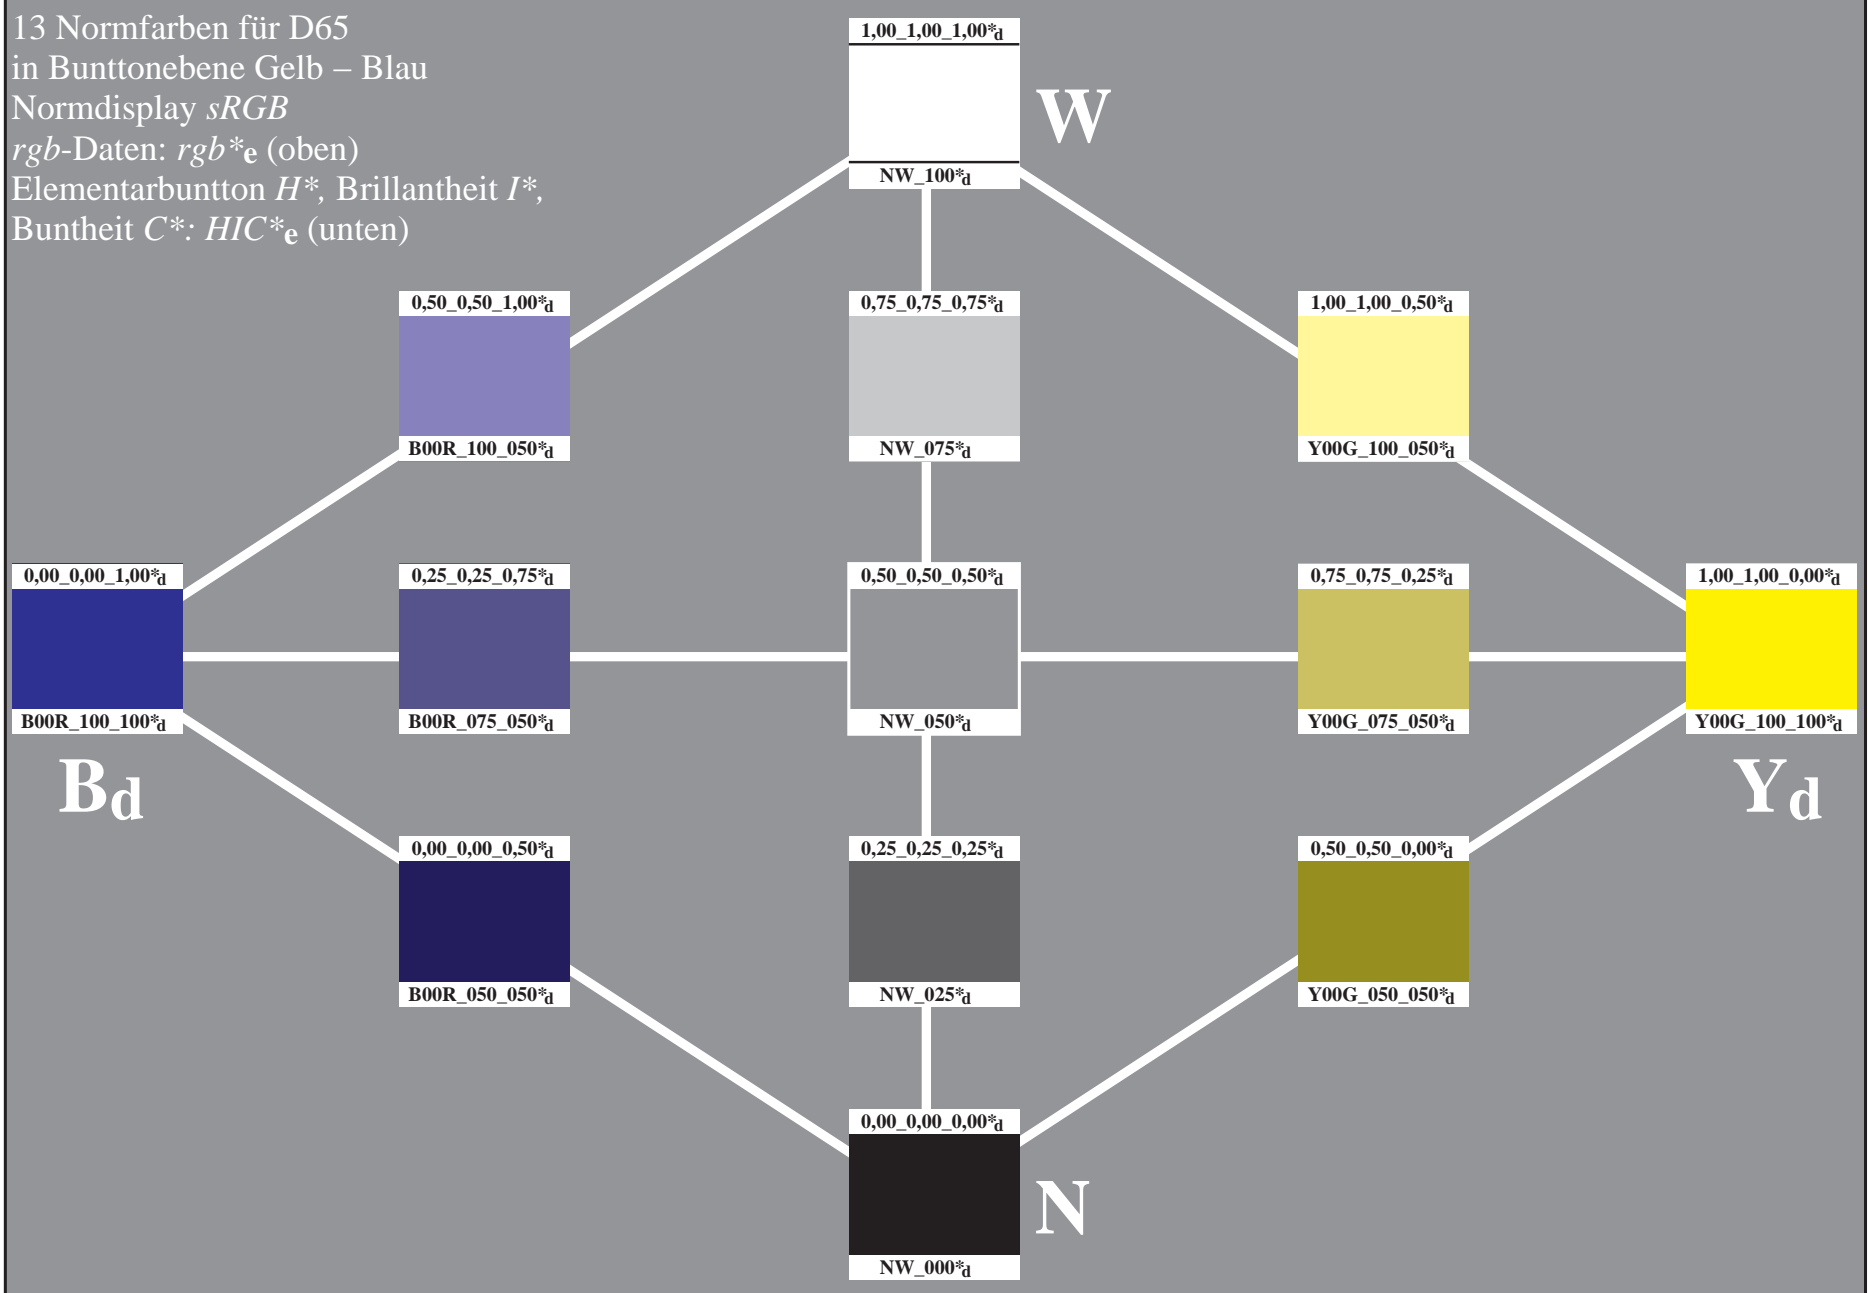 13 Normfarben für D65
in Bunttonebene Gelb – Blau
Normdisplay sRGB
rgb-Daten: rgb*e (oben)
Elementarbuntton H*, Brillantheit I*,
Buntheit C*: HIC*e (unten)
1,00_1,00_1,00*d
W
NW_100*d
0,50_0,50_1,00*d
B00R_100_050*d
0,75_0,75_0,75*d
NW_075*d
1,00_1,00_0,50*d
Y00G_100_050*d
0,00_0,00_1,00*d
B00R_100_100*d
Bd
0,25_0,25_0,75*d
B00R_075_050*d
0,50_0,50_0,50*d
NW_050*d
0,75_0,75_0,25*d
Y00G_075_050*d
1,00_1,00_0,00*d
Y00G_100_100*d
Yd
0,00_0,00_0,50*d
B00R_050_050*d
0,25_0,25_0,25*d
NW_025*d
0,50_0,50_0,00*d
Y00G_050_050*d
0,00_0,00_0,00*d
N
NW_000*d